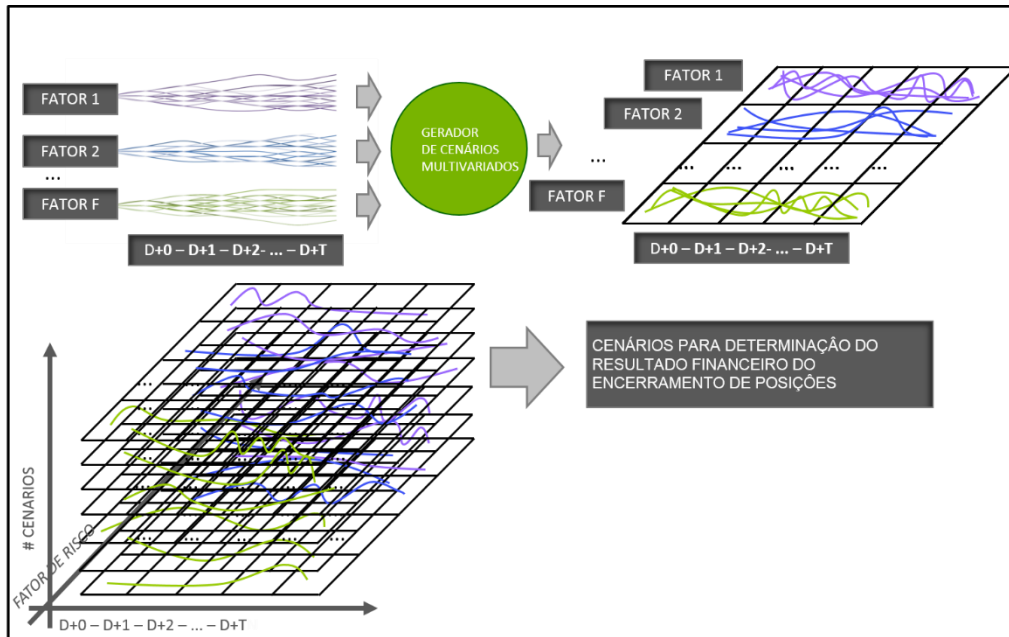 FATOR 1
FATOR 2
...
FATOR F
D+0 – D+1 – D+2- ... – D+T
GERADOR
DE CENÁRIOS
MULTIVARIADOS
FATOR 1
FATOR 2
...
FATOR F
... ... ... ... ...
D+0 – D+1 – D+2- ... – D+T
CENÁRIOS PARA DETERMINAÇÂO DO
RESULTADO FINANCEIRO DO
ENCERRAMENTO DE POSIÇÕES
# CENARIOS
FATOR DE RISCO
D+0 – D+1 – D+2 – ... – D+T